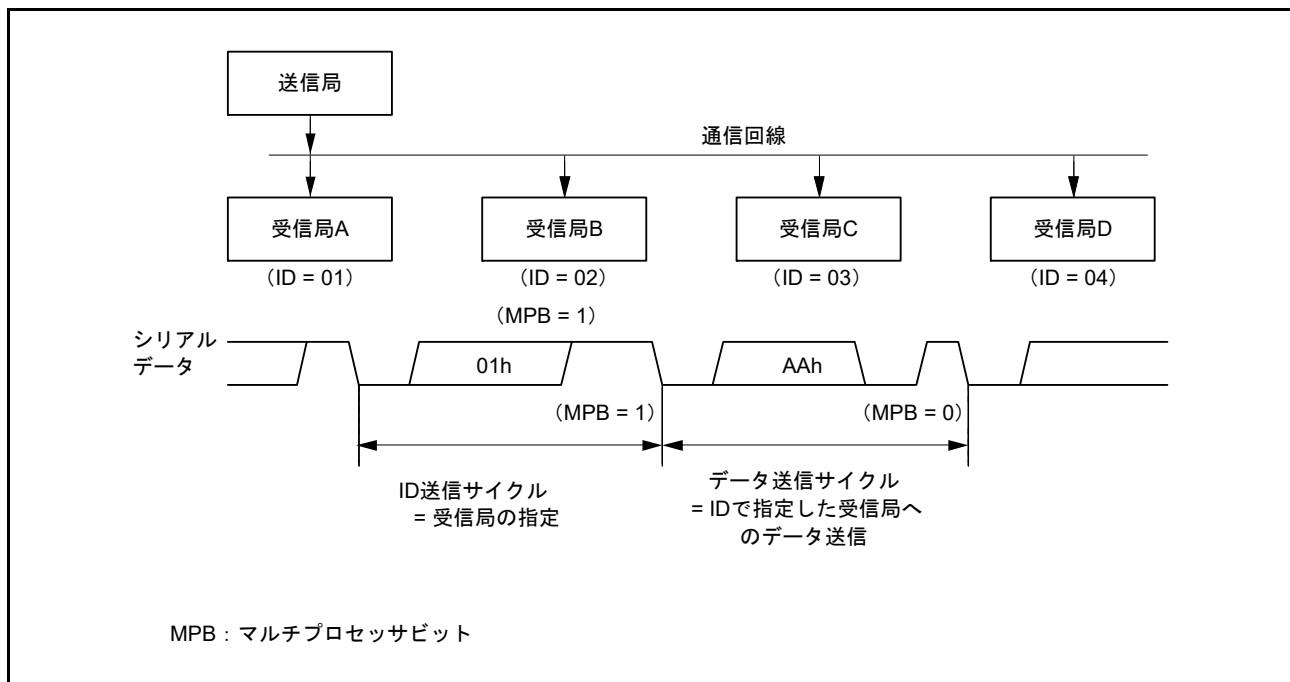 送信局
通信回線
受信局A
受信局B
受信局C
受信局D
（ID = 01）
（ID = 02）
（ID = 03）
（ID = 04）
（MPB = 1）
シリアル
データ
01h
AAh
（MPB = 1）
（MPB = 0）
ID送信サイクル
= 受信局の指定
データ送信サイクル
= IDで指定した受信局へ
のデータ送信
MPB：マルチプロセッサビット